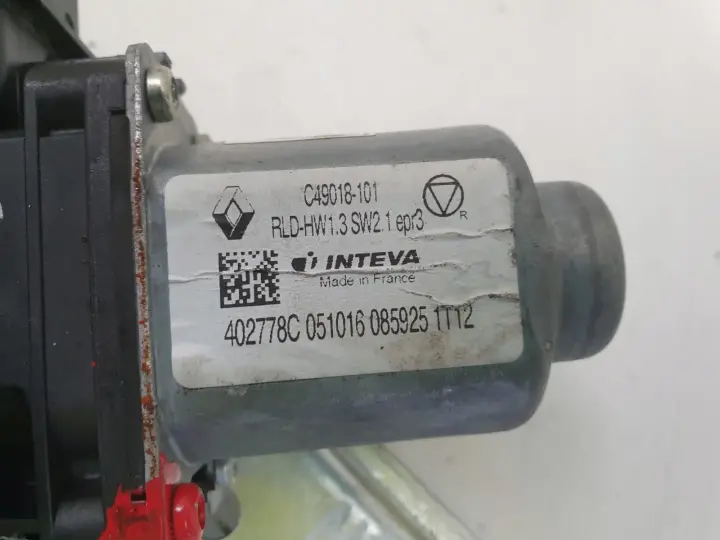 C49018-101
R
RLD-HW1.3 SW2.1 epr3
INTEVA
Made in France
402778C 051016 085925 1T12